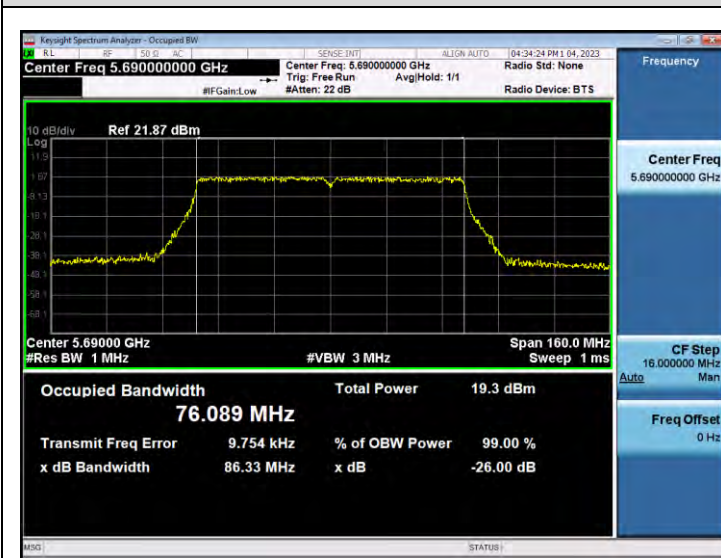 Keysight Spectrum Analyzer - Occupied BW
RL RF 50 Ω AC SENSE:INT ALIGN AUTO 04:34:24 PM 1 04, 2023
Center Freq 5.690000000 GHz
Center Freq: 5.690000000 GHz
Radio Std: None
Trig: Free Run Avg|Hold: 1/1
#IFGain:Low #Atten: 22 dB Radio Device: BTS
10 dB/div Ref 21.87 dBm
Log
11.9
1.87
-8.13
-18.1
-28.1
-38.1
-48.1
-58.1
-68.1
Center 5.69000 GHz Span 160.0 MHz
#Res BW 1 MHz #VBW 3 MHz Sweep 1 ms
Occupied Bandwidth Total Power 19.3 dBm
76.089 MHz
Transmit Freq Error 9.754 kHz % of OBW Power 99.00 %
x dB Bandwidth 86.33 MHz x dB -26.00 dB
MSG STATUS
Frequency
Center Freq
5.690000000 GHz
CF Step
16.000000 MHz
Auto Man
Freq Offset
0 Hz